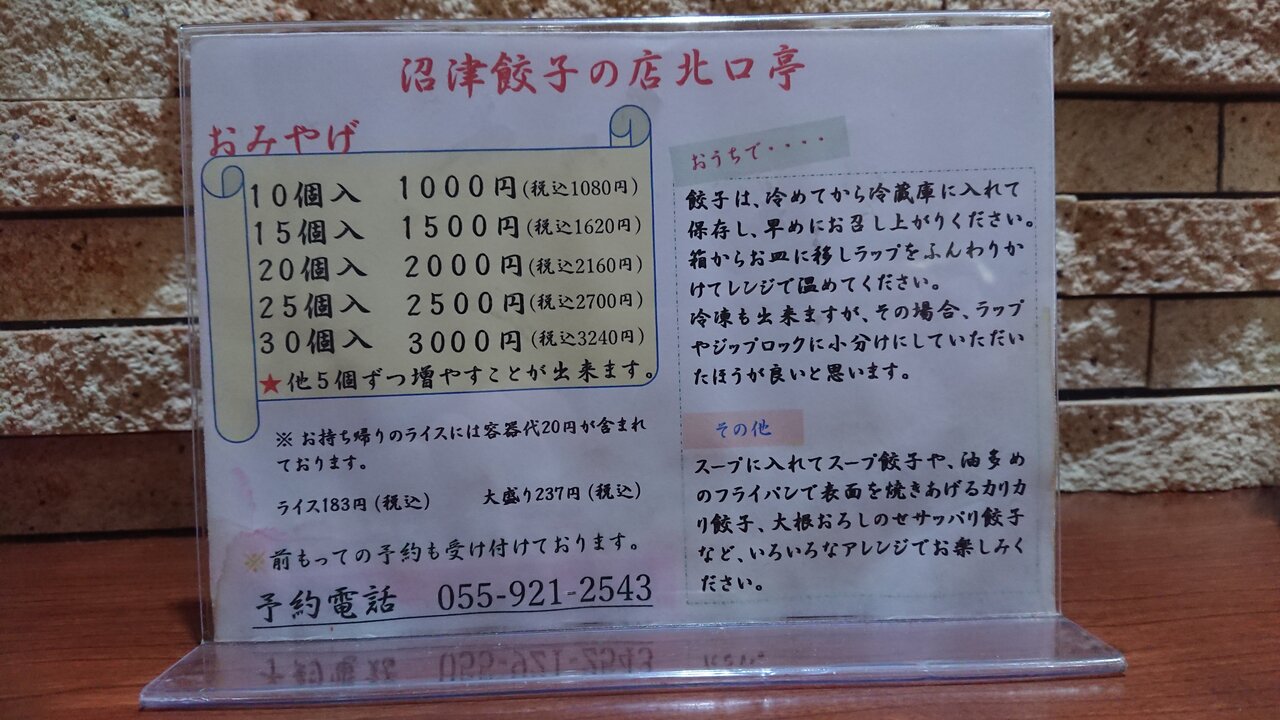 沼津餃子の店北口亭
おみやげ
10個入 1000円(税込1080円)
15個入 1500円(税込1620円)
20個入 2000円(税込2160円)
25個入 2500円(税込2700円)
30個入 3000円(税込3240円)
★他5個ずつ増やすことが出来ます。
※ お持ち帰りのライスには容器代20円が含まれ
ております。
ライス183円(税込) 大盛り237円(税込)
※前もっての予約も受け付けております。
予約電話 055-921-2543
おうちで・・・・
餃子は、冷めてから冷蔵庫に入れて
保存し、早めにお召し上がりください。
箱からお皿に移しラップをふんわりか
けてレンジで温めてください。
冷凍も出来ますが、その場合、ラップ
やジップロックに小分けにしていただい
たほうが良いと思います。
その他
スープに入れてスープ餃子や、油多め
のフライパンで表面を焼きあげるカリカ
リ餃子、大根おろしのセサッパリ餃子
など、いろいろなアレンジでお楽しみく
ださい。